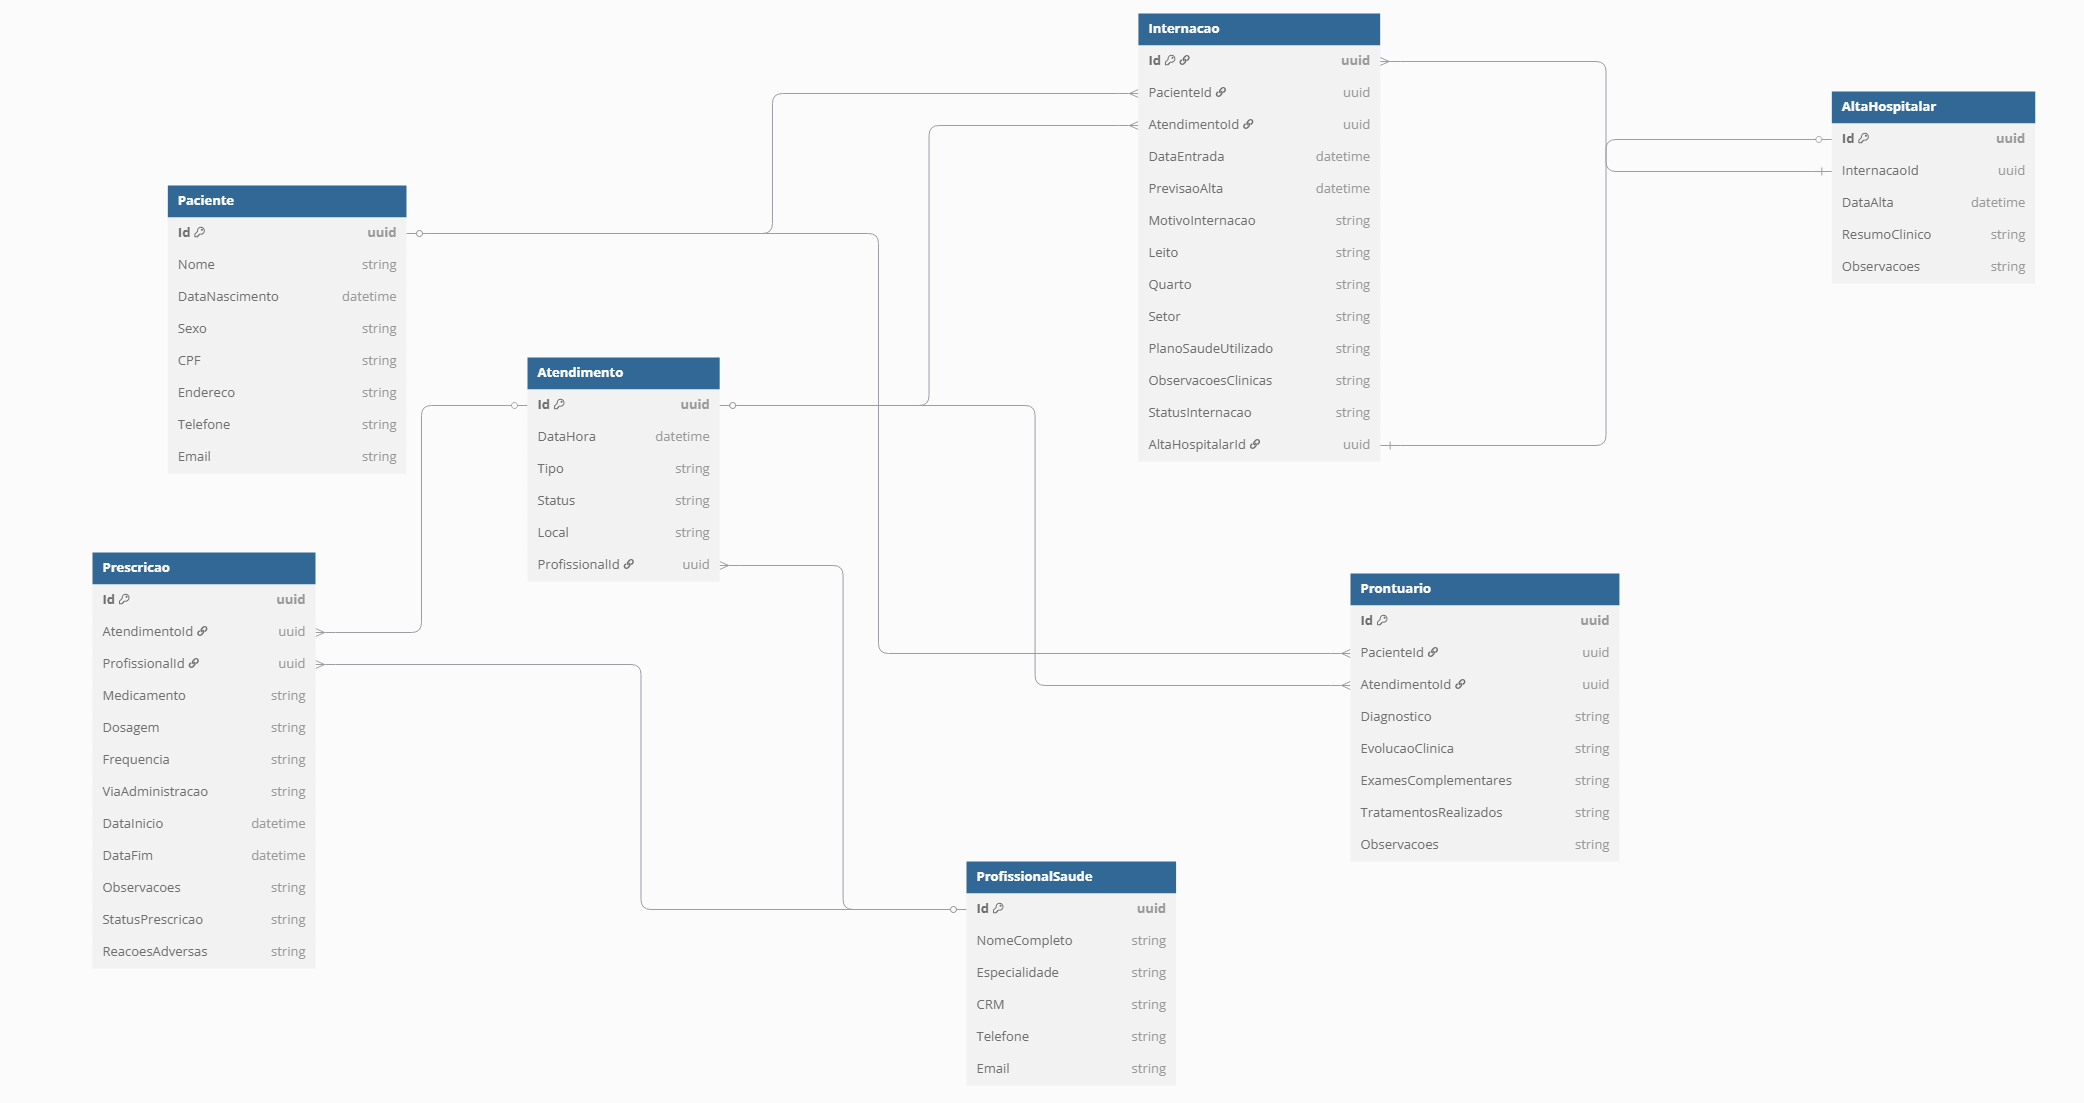 Internacao
Id uuid
PacienteId uuid
AtendimentoId uuid
DataEntrada datetime
PrevisaoAlta datetime
MotivoInternacao string
Leito string
Quarto string
Setor string
PlanoSaudeUtilizado string
ObservacoesClinicas string
StatusInternacao string
AltaHospitalarId uuid
AltaHospitalar
Id uuid
InternacaoId uuid
DataAlta datetime
ResumoClinico string
Observacoes string
Paciente
Id uuid
Nome string
DataNascimento datetime
Sexo string
CPF string
Endereco string
Telefone string
Email string
Atendimento
Id uuid
DataHora datetime
Tipo string
Status string
Local string
ProfissionalId uuid
Prescricao
Id uuid
AtendimentoId uuid
ProfissionalId uuid
Medicamento string
Dosagem string
Frequencia string
ViaAdministracao string
DataInicio datetime
DataFim datetime
Observacoes string
StatusPrescricao string
ReacoesAdversas string
Prontuario
Id uuid
PacienteId uuid
AtendimentoId uuid
Diagnostico string
EvolucaoClinica string
ExamesComplementares string
TratamentosRealizados string
Observacoes string
ProfissionalSaude
Id uuid
NomeCompleto string
Especialidade string
CRM string
Telefone string
Email string